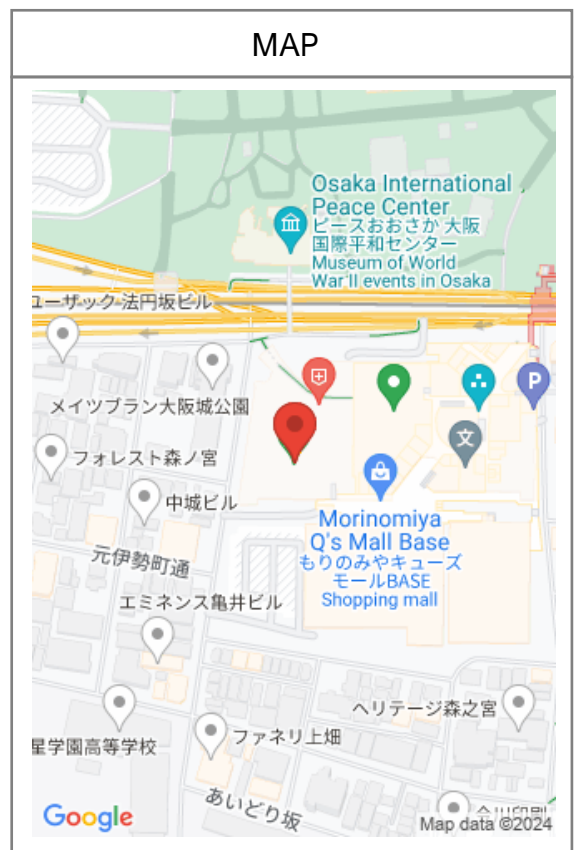 MAP
Osaka International
Peace Center
ピースおおさか 大阪
国際平和センター
Museum of World
War II events in Osaka
ユーザック 法円坂ビル
メイツブラン大阪城公園
P
文
フォレスト森ノ宮
中城ビル
Morinomiya
Q's Mall Base
もりのみやキューズ
モールBASE
Shopping mall
元伊勢町通
エミネンス亀井ビル
ヘリテージ森之宮
星学園高等学校
ファネリ上畑
あいどり坂
Google
Map data ©2024